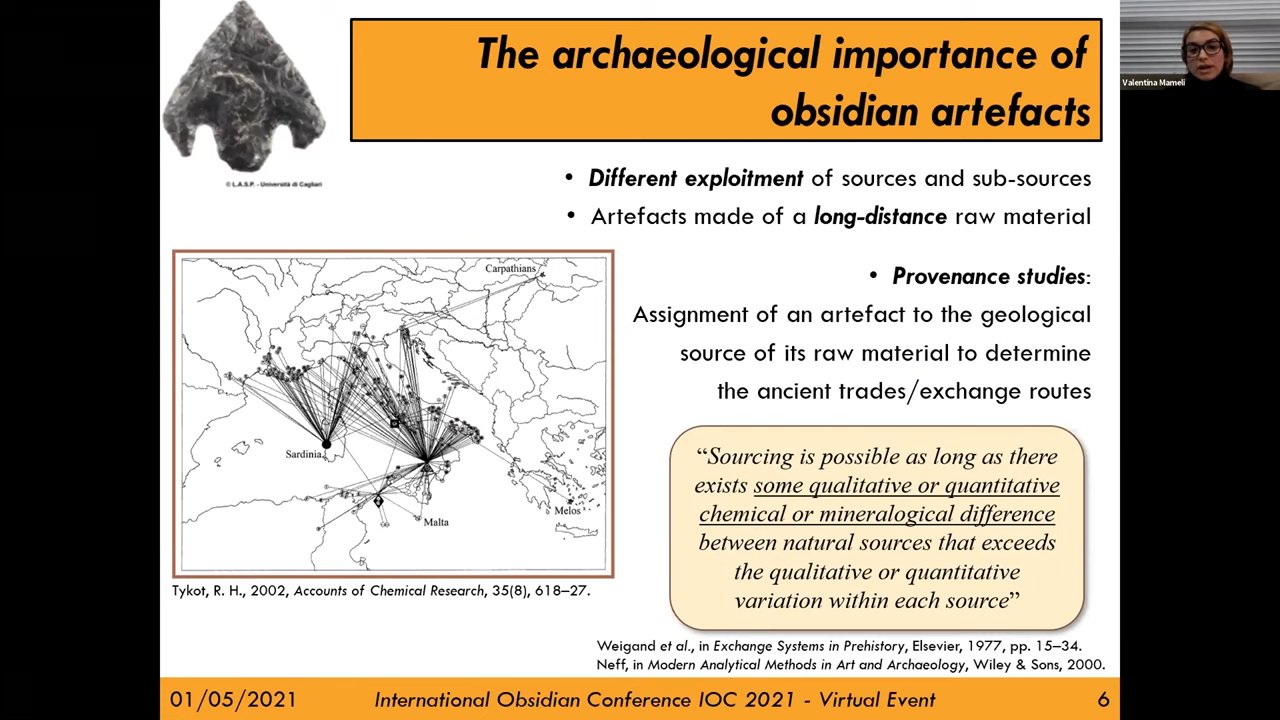 The archaeological importance of
obsidian artefacts
© L.A.S.P. - Università di Cagliari
Valentina Mameli
• Different exploitment of sources and sub-sources
• Artefacts made of a long-distance raw material
• Provenance studies:
Assignment of an artefact to the geological
source of its raw material to determine
the ancient trades/exchange routes
Carpathians
Sardinia
Malta
Melos
Tykot, R. H., 2002, Accounts of Chemical Research, 35(8), 618–27.
“Sourcing is possible as long as there
exists some qualitative or quantitative
chemical or mineralogical difference
between natural sources that exceeds
the qualitative or quantitative
variation within each source”
Weigand et al., in Exchange Systems in Prehistory, Elsevier, 1977, pp. 15–34.
Neff, in Modern Analytical Methods in Art and Archaeology, Wiley & Sons, 2000.
01/05/2021
International Obsidian Conference IOC 2021 - Virtual Event
6